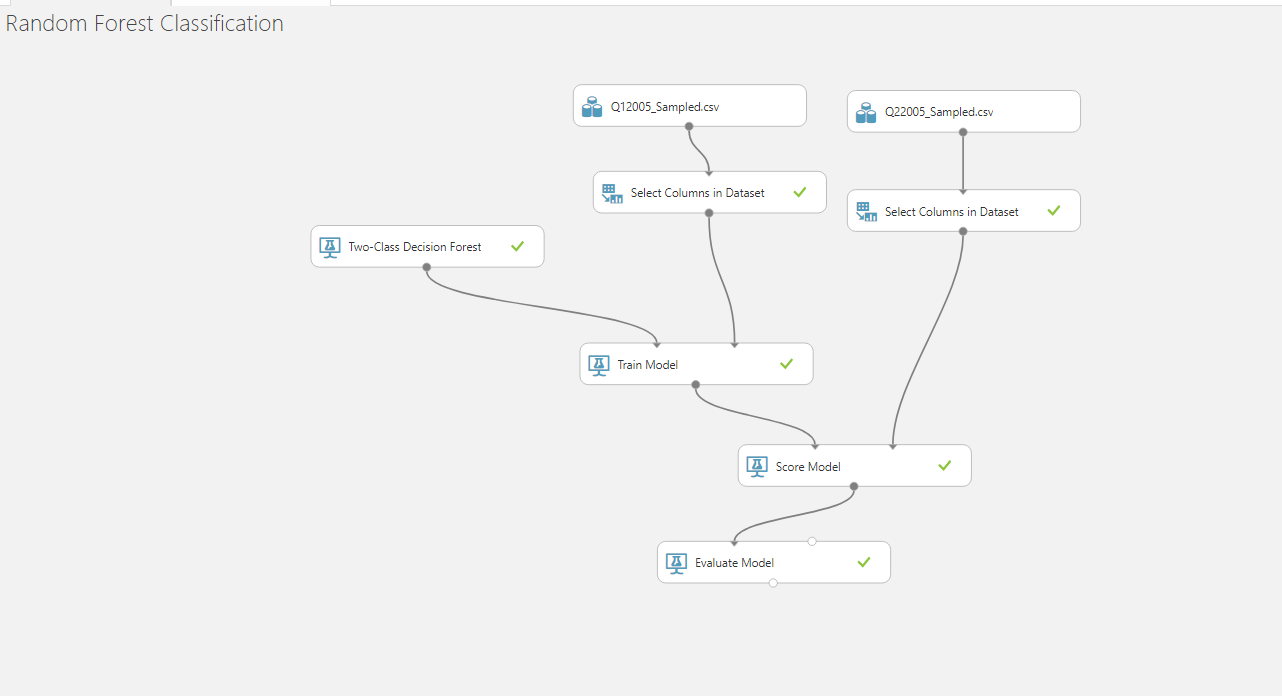 Random Forest Classification
Q12005_Sampled.csv
Q22005_Sampled.csv
Select Columns in Dataset
Select Columns in Dataset
Two-Class Decision Forest
Train Model
Score Model
Evaluate Model